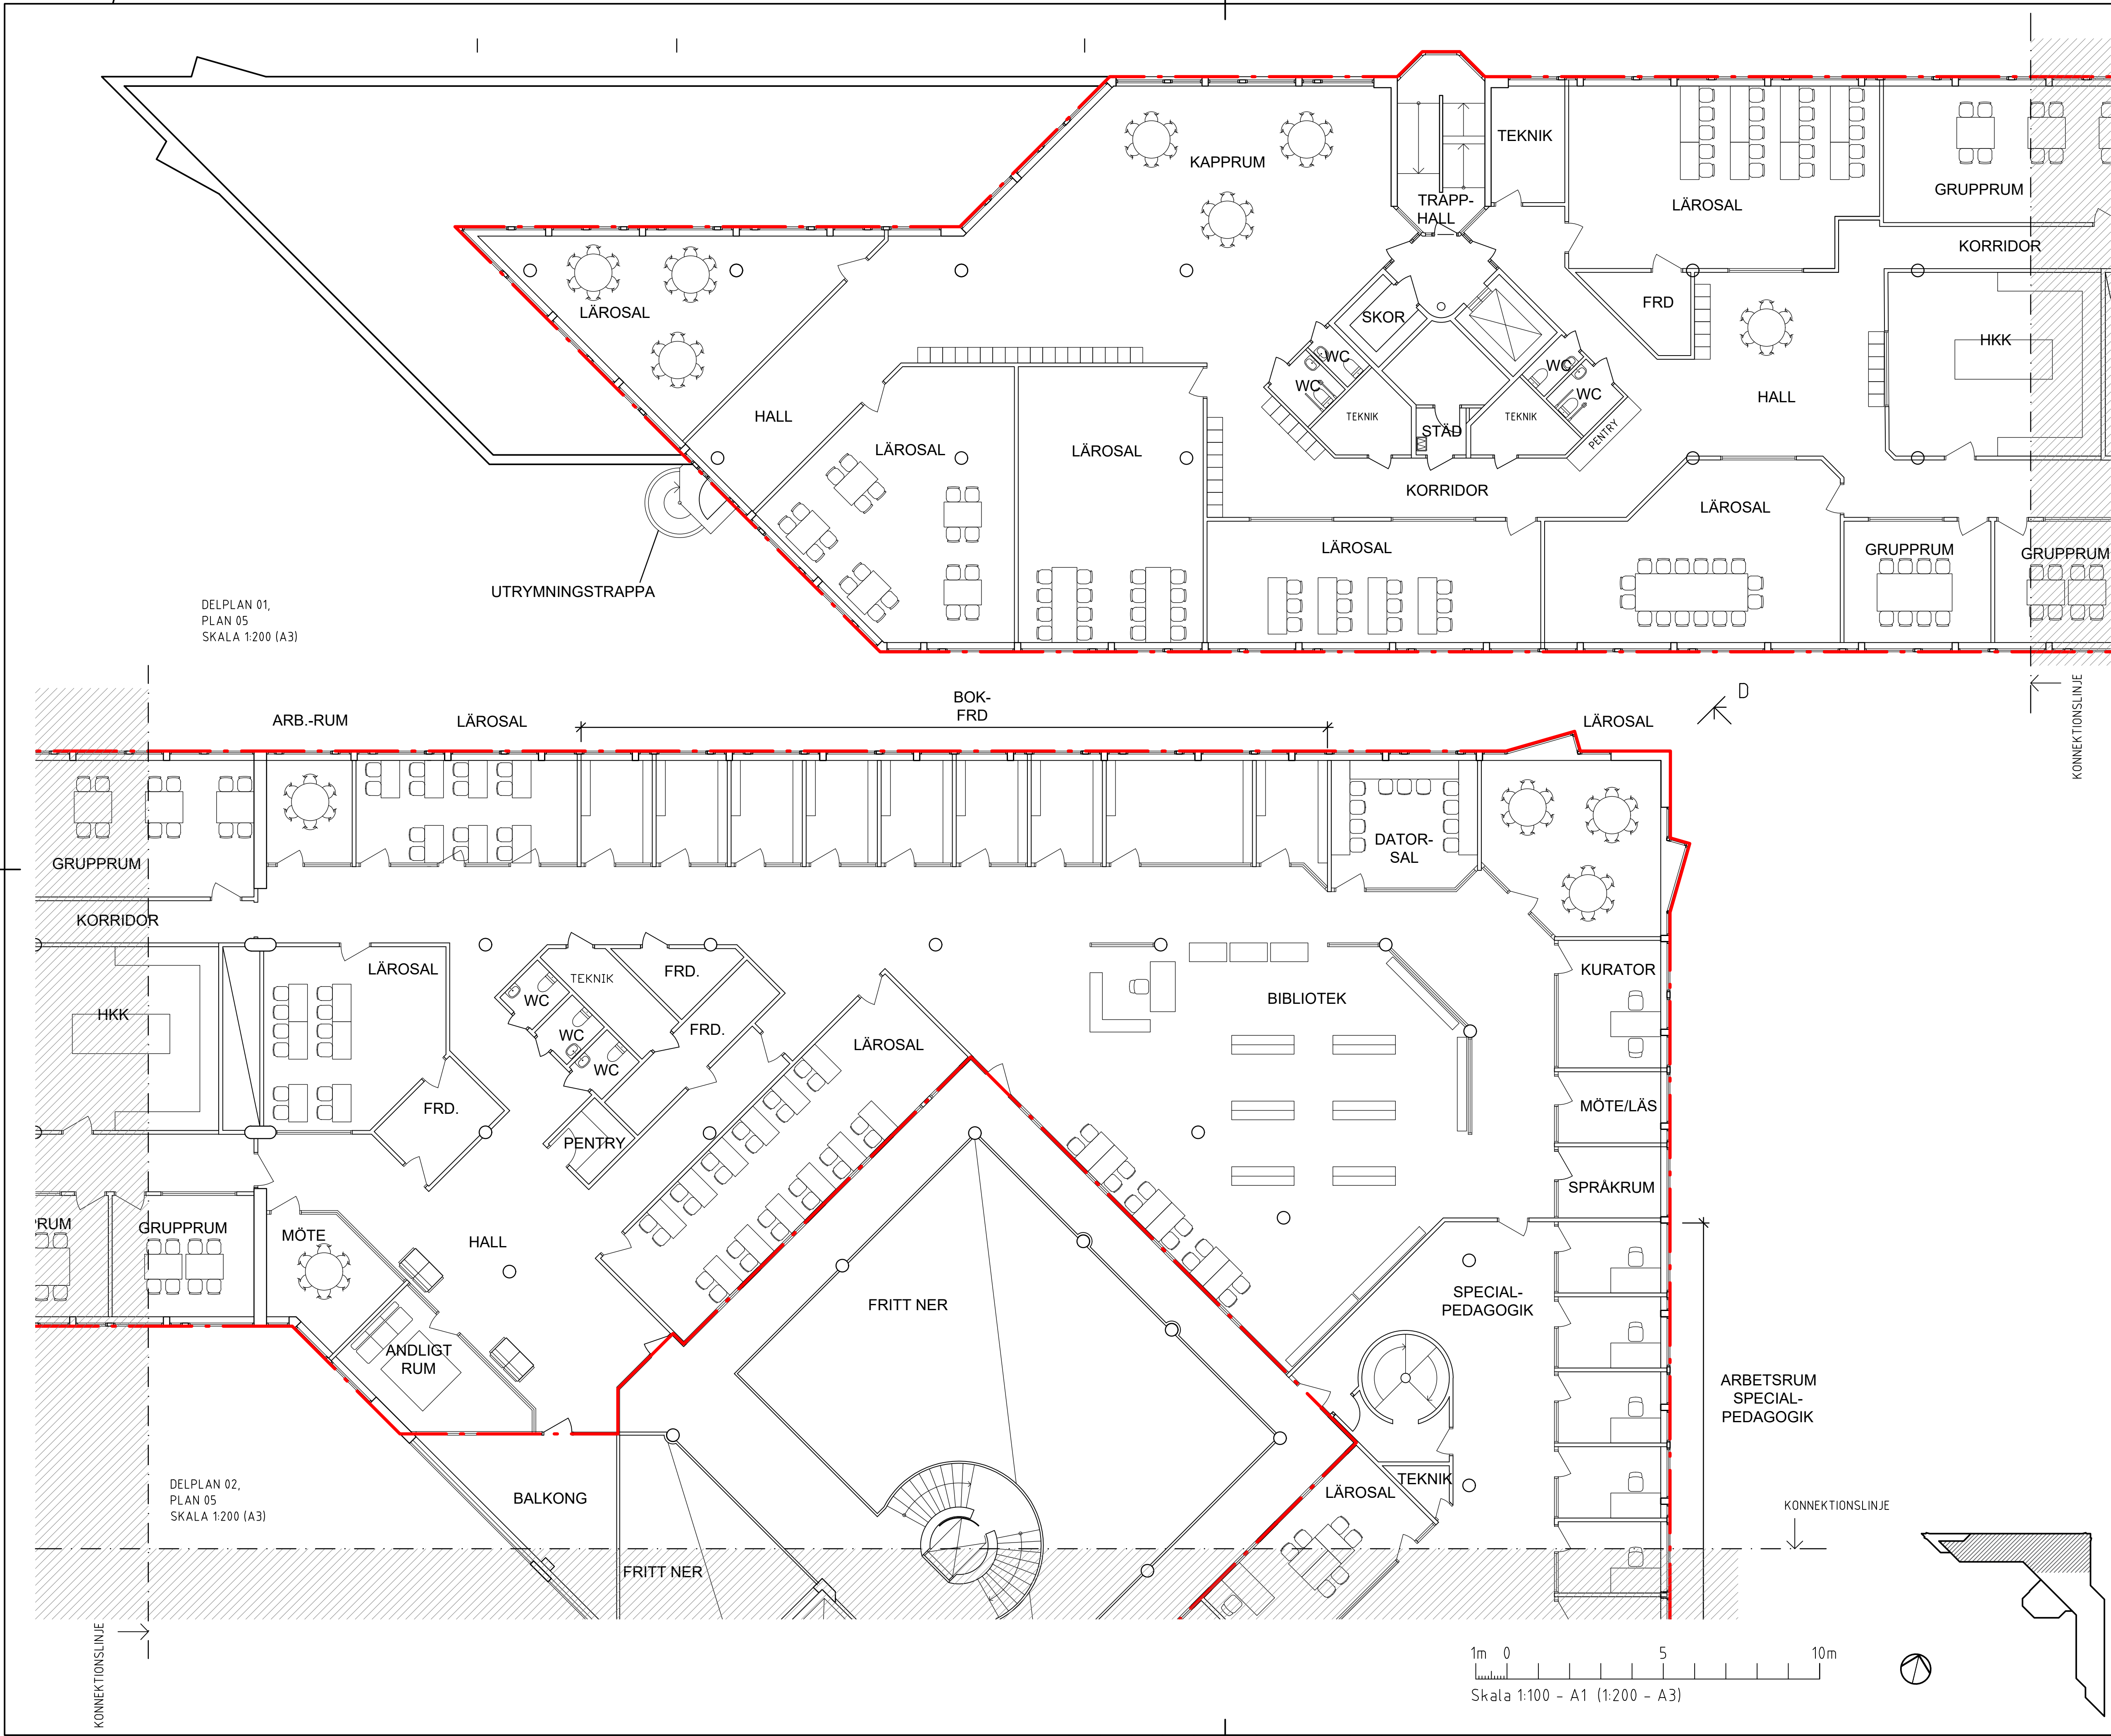 KAPPRUM
TEKNIK
TRAPP-
HALL
LÄROSAL
GRUPPRUM
KORRIDOR
LÄROSAL
SKOR
FRD
HKK
WC
WC
WC
WC
TEKNIK
TEKNIK
STÄD
PENTRY
HALL
HALL
LÄROSAL
LÄROSAL
KORRIDOR
LÄROSAL
LÄROSAL
GRUPPRUM
GRUPPRUM
UTRYMNINGSTRAPPA
DELPLAN 01,
PLAN 05
SKALA 1:200 (A3)
KONNEKTIONSLINJE
D
ARB.-RUM
LÄROSAL
BOK-
FRD
LÄROSAL
GRUPPRUM
DATOR-
SAL
KORRIDOR
LÄROSAL
TEKNIK
FRD.
KURATOR
WC
BIBLIOTEK
HKK
WC
FRD.
LÄROSAL
WC
FRD.
MÖTE/LÄS
PENTRY
SPRÅKRUM
PRUM
GRUPPRUM
MÖTE
HALL
FRITT NER
SPECIAL-
PEDAGOGIK
ANDLIGT
RUM
ARBETSRUM
SPECIAL-
PEDAGOGIK
TEKNIK
LÄROSAL
BALKONG
DELPLAN 02,
PLAN 05
SKALA 1:200 (A3)
KONNEKTIONSLINJE
FRITT NER
KONNEKTIONSLINJE
1m 0 5 10m
Skala 1:100 - A1 (1:200 - A3)